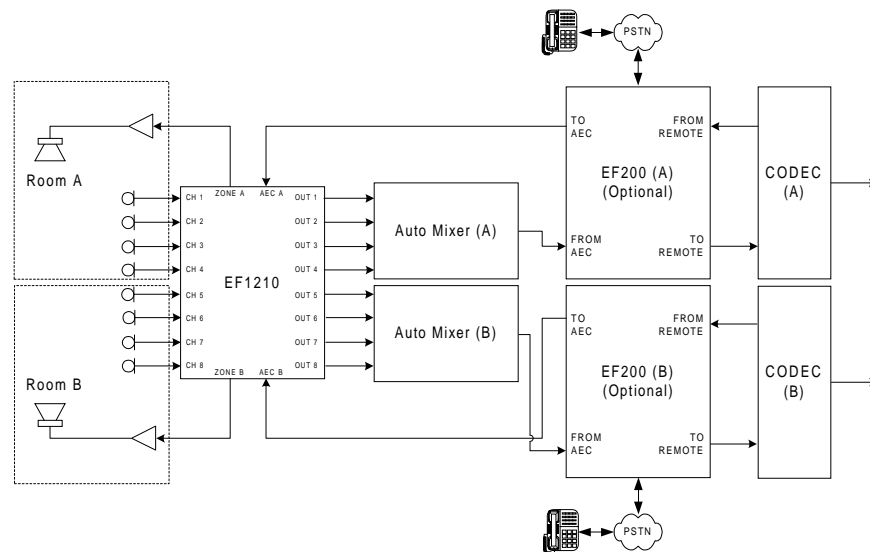 PSTN
TO
AEC
FROM
REMOTE
EF200 (A)
(Optional)
FROM
AEC
TO
REMOTE
CODEC
(A)
Room A
ZONE A
AEC A
CH 1
CH 2
CH 3
CH 4
CH 5
CH 6
CH 7
CH 8
EF1210
OUT 1
OUT 2
OUT 3
OUT 4
OUT 5
OUT 6
OUT 7
OUT 8
ZONE B
AEC B
Auto Mixer (A)
Auto Mixer (B)
Room B
TO
AEC
FROM
REMOTE
EF200 (B)
(Optional)
FROM
AEC
TO
REMOTE
CODEC
(B)
PSTN